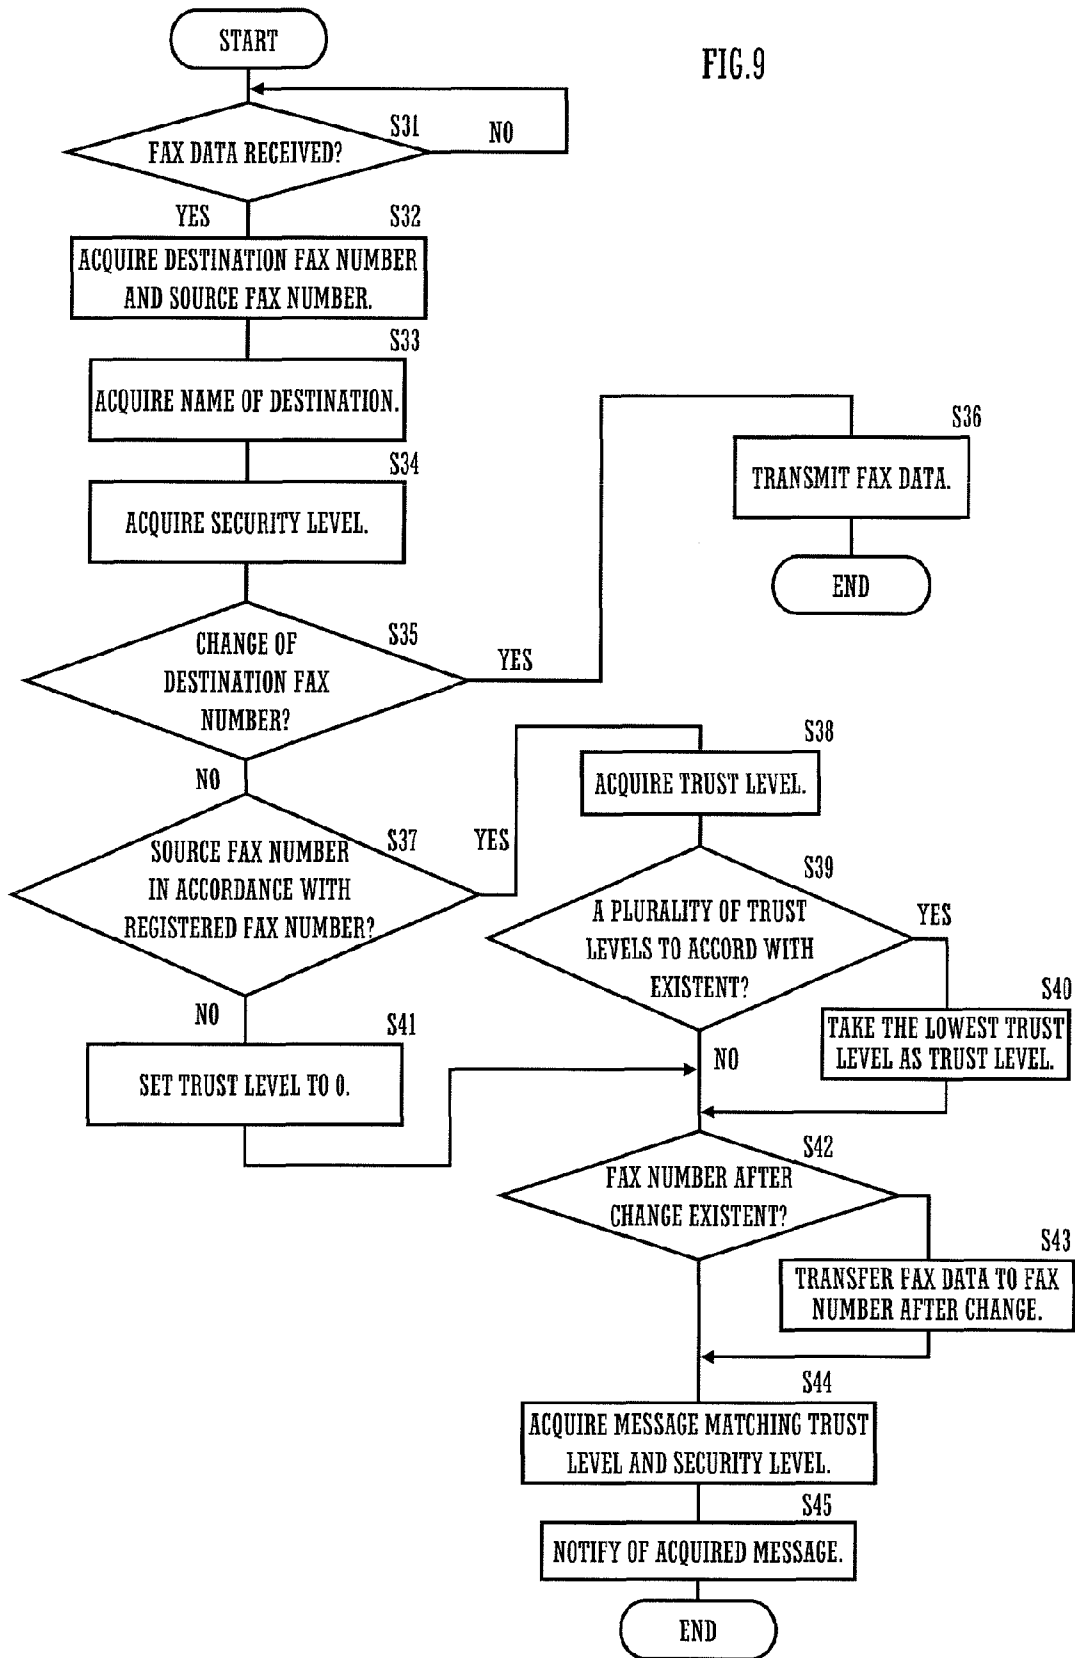 START
FIG.9
S31
FAX DATA RECEIVED?
NO
YES
S32
ACQUIRE DESTINATION FAX NUMBER
AND SOURCE FAX NUMBER.
S33
ACQUIRE NAME OF DESTINATION.
S34
ACQUIRE SECURITY LEVEL.
S35
CHANGE OF
DESTINATION FAX
NUMBER?
YES
S36
TRANSMIT FAX DATA.
END
NO
S37
SOURCE FAX NUMBER
IN ACCORDANCE WITH
REGISTERED FAX NUMBER?
YES
S38
ACQUIRE TRUST LEVEL.
S39
A PLURALITY OF TRUST
LEVELS TO ACCORD WITH
EXISTENT?
YES
S40
TAKE THE LOWEST TRUST
LEVEL AS TRUST LEVEL.
NO
NO
S41
SET TRUST LEVEL TO 0.
S42
FAX NUMBER AFTER
CHANGE EXISTENT?
S43
TRANSFER FAX DATA TO FAX
NUMBER AFTER CHANGE.
S44
ACQUIRE MESSAGE MATCHING TRUST
LEVEL AND SECURITY LEVEL.
S45
NOTIFY OF ACQUIRED MESSAGE.
END